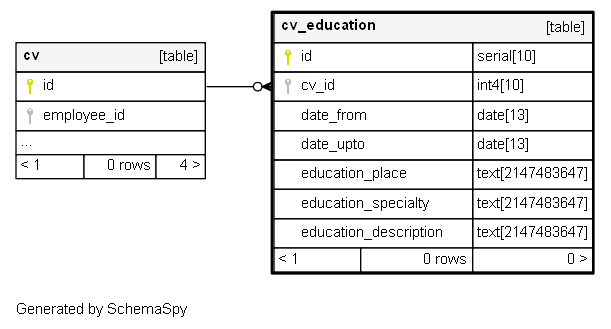 cv [table]
id
employee_id
...
< 1 0 rows 4 >
cv_education [table]
id serial[10]
cv_id int4[10]
date_from date[13]
date_upto date[13]
education_place text[2147483647]
education_specialty text[2147483647]
education_description text[2147483647]
< 1 0 rows 0 >
Generated by SchemaSpy